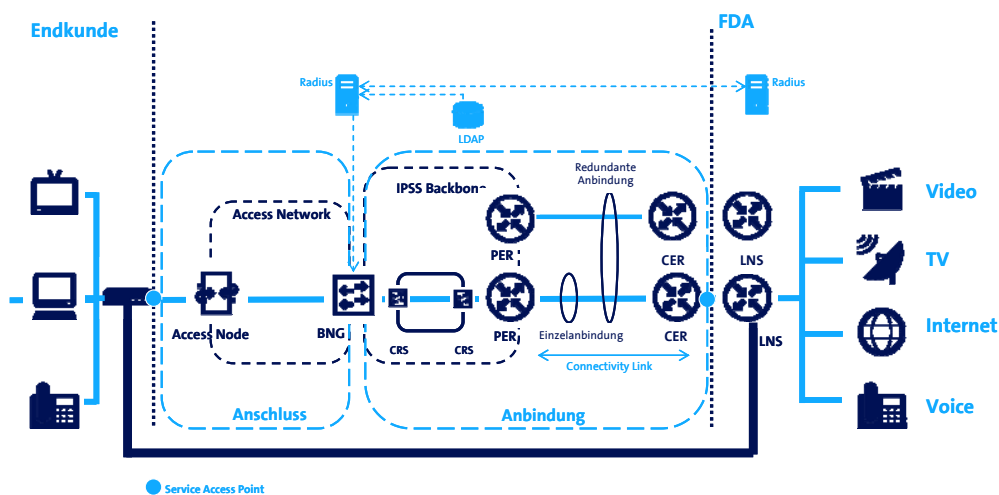 Endkunde
FDA
Radius
Radius
LDAP
Redundante
Anbindung
IPSS Backbon
Access Network
Video
PER
CER
LNS
TV
Access Node
BNG
CRS
CRS
PER
Einzelanbindung
CER
LNS
Internet
Connectivity Link
Anschluss
Anbindung
Voice
Service Access Point